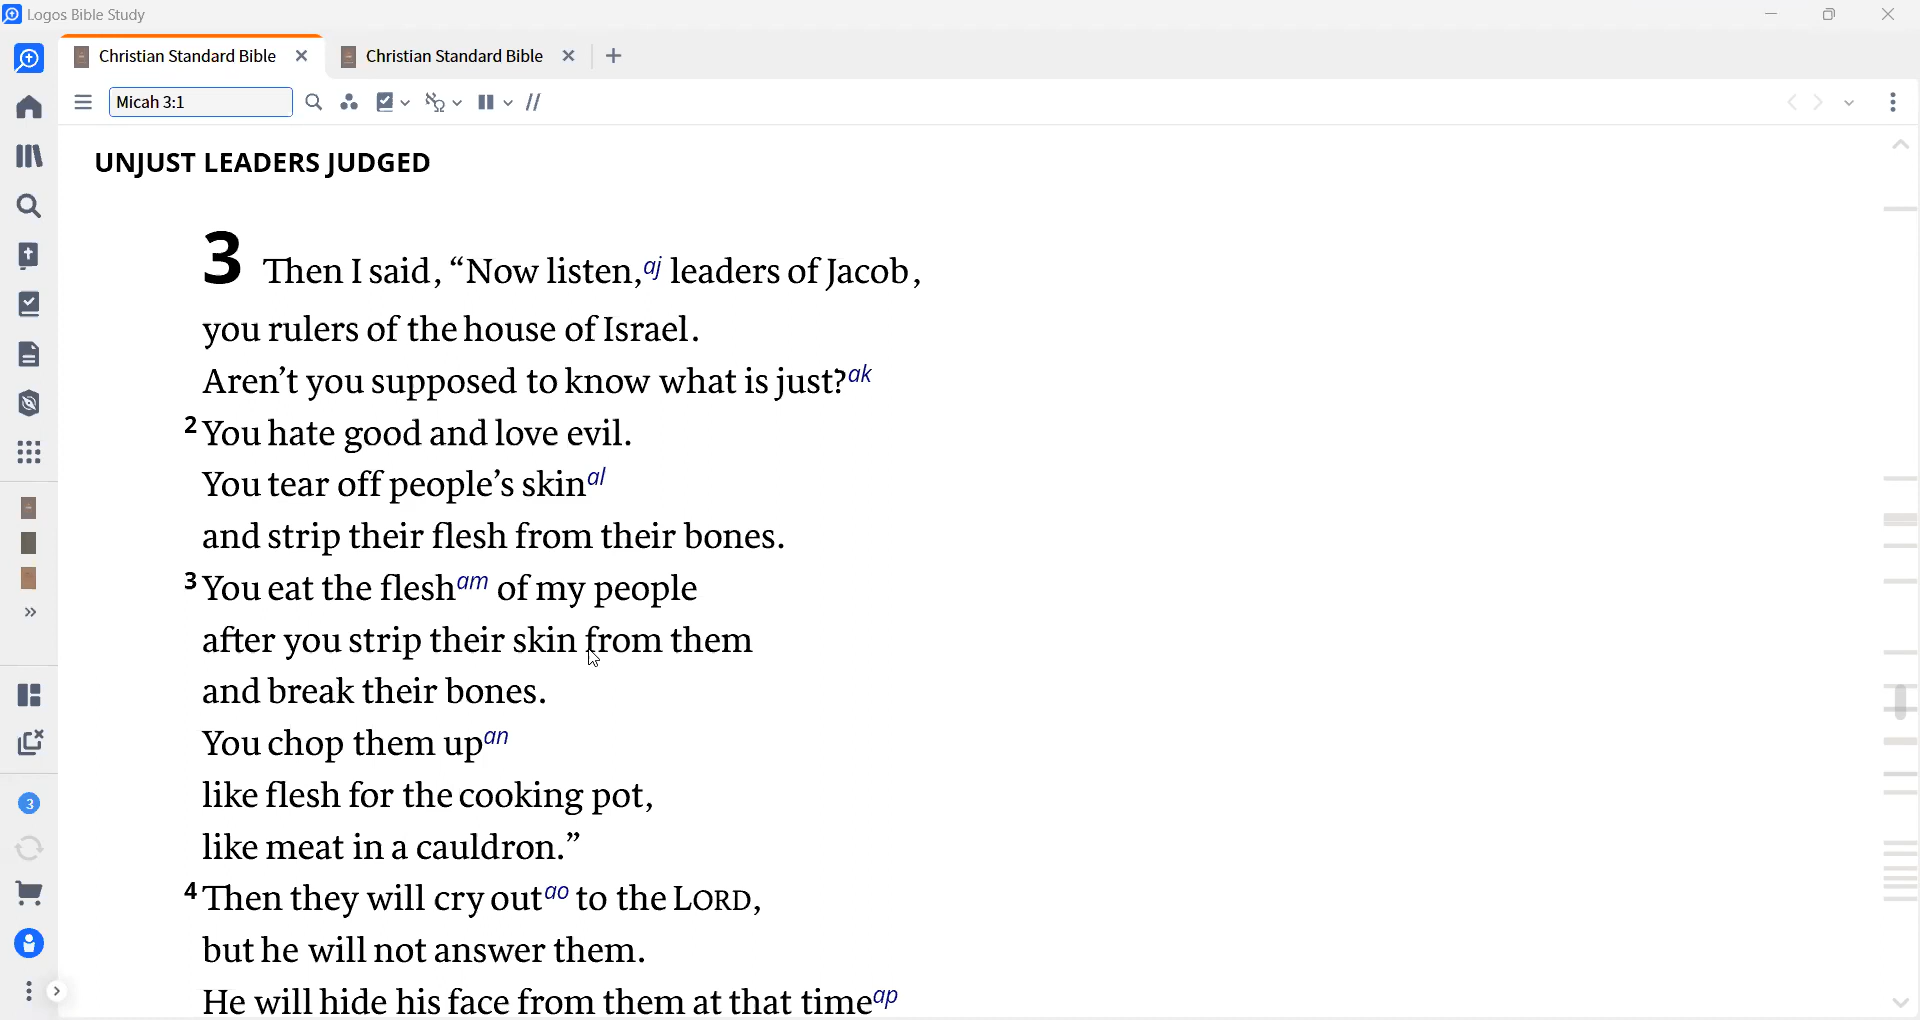 Logos Bible Study
Christian Standard Bible
Christian Standard Bible
Micah 3:1
UNJUST LEADERS JUDGED
3 Then I said, “Now listen,aj leaders of Jacob,
you rulers of the house of Israel.
Aren’t you supposed to know what is just?ak
2 You hate good and love evil.
You tear off people’s skinal
and strip their flesh from their bones.
3 You eat the flesham of my people
after you strip their skin from them
and break their bones.
You chop them upan
like flesh for the cooking pot,
like meat in a cauldron.”
4 Then they will cry outao to the LORD,
but he will not answer them.
He will hide his face from them at that timeap
3